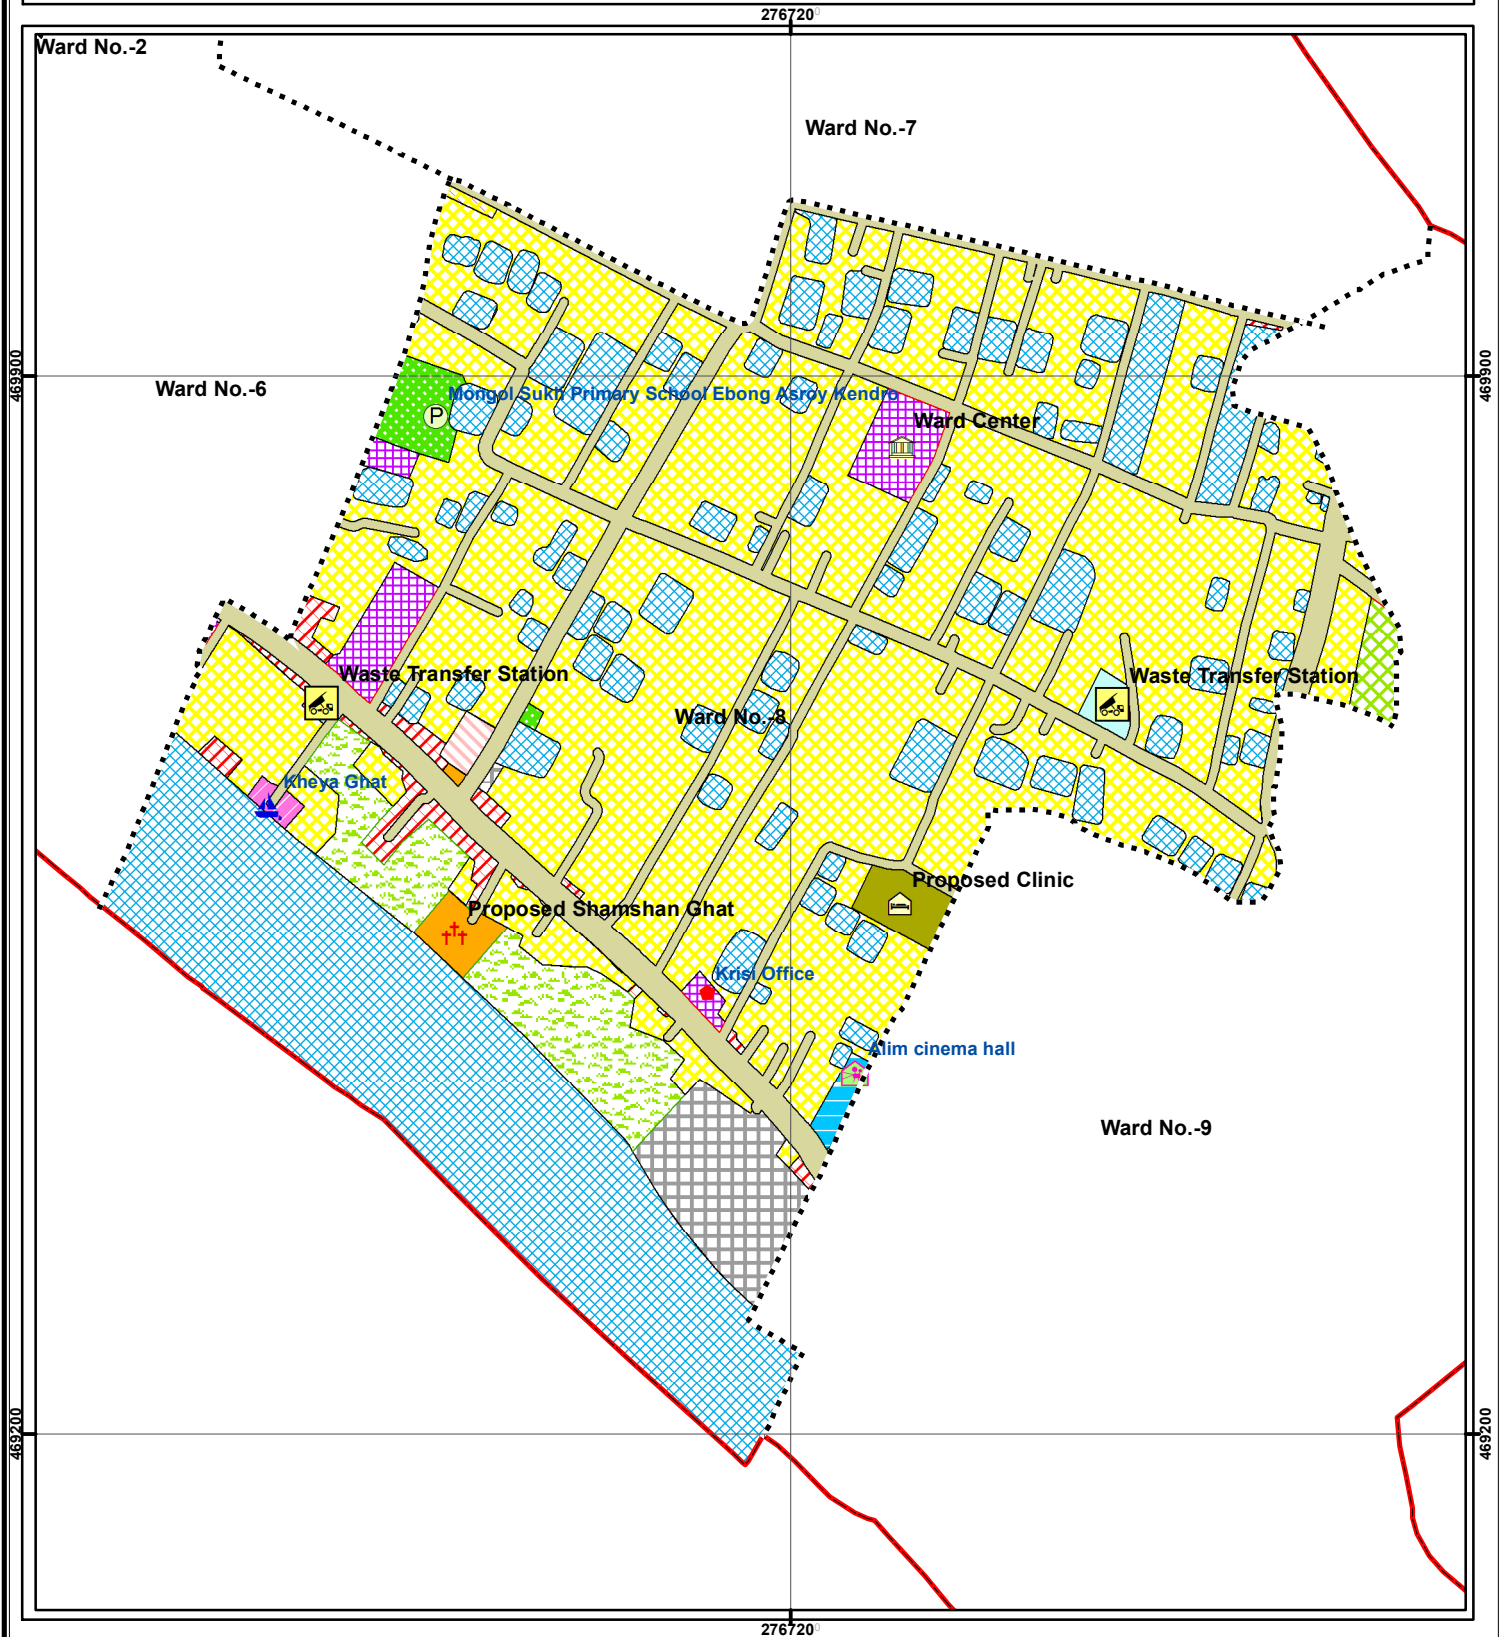 276720
Ward No.-2
Ward No.-7
469900
469900
Ward No.-6
Mongol Sukh Primary School Ebong Asroy Kendro
P
Ward Center
Waste Transfer Station
Waste Transfer Station
Ward No.-8
Kheya Ghat
Proposed Clinic
Proposed Shamshan Ghat
Krisi Office
Alim cinema hall
Ward No.-9
469200
469200
276720